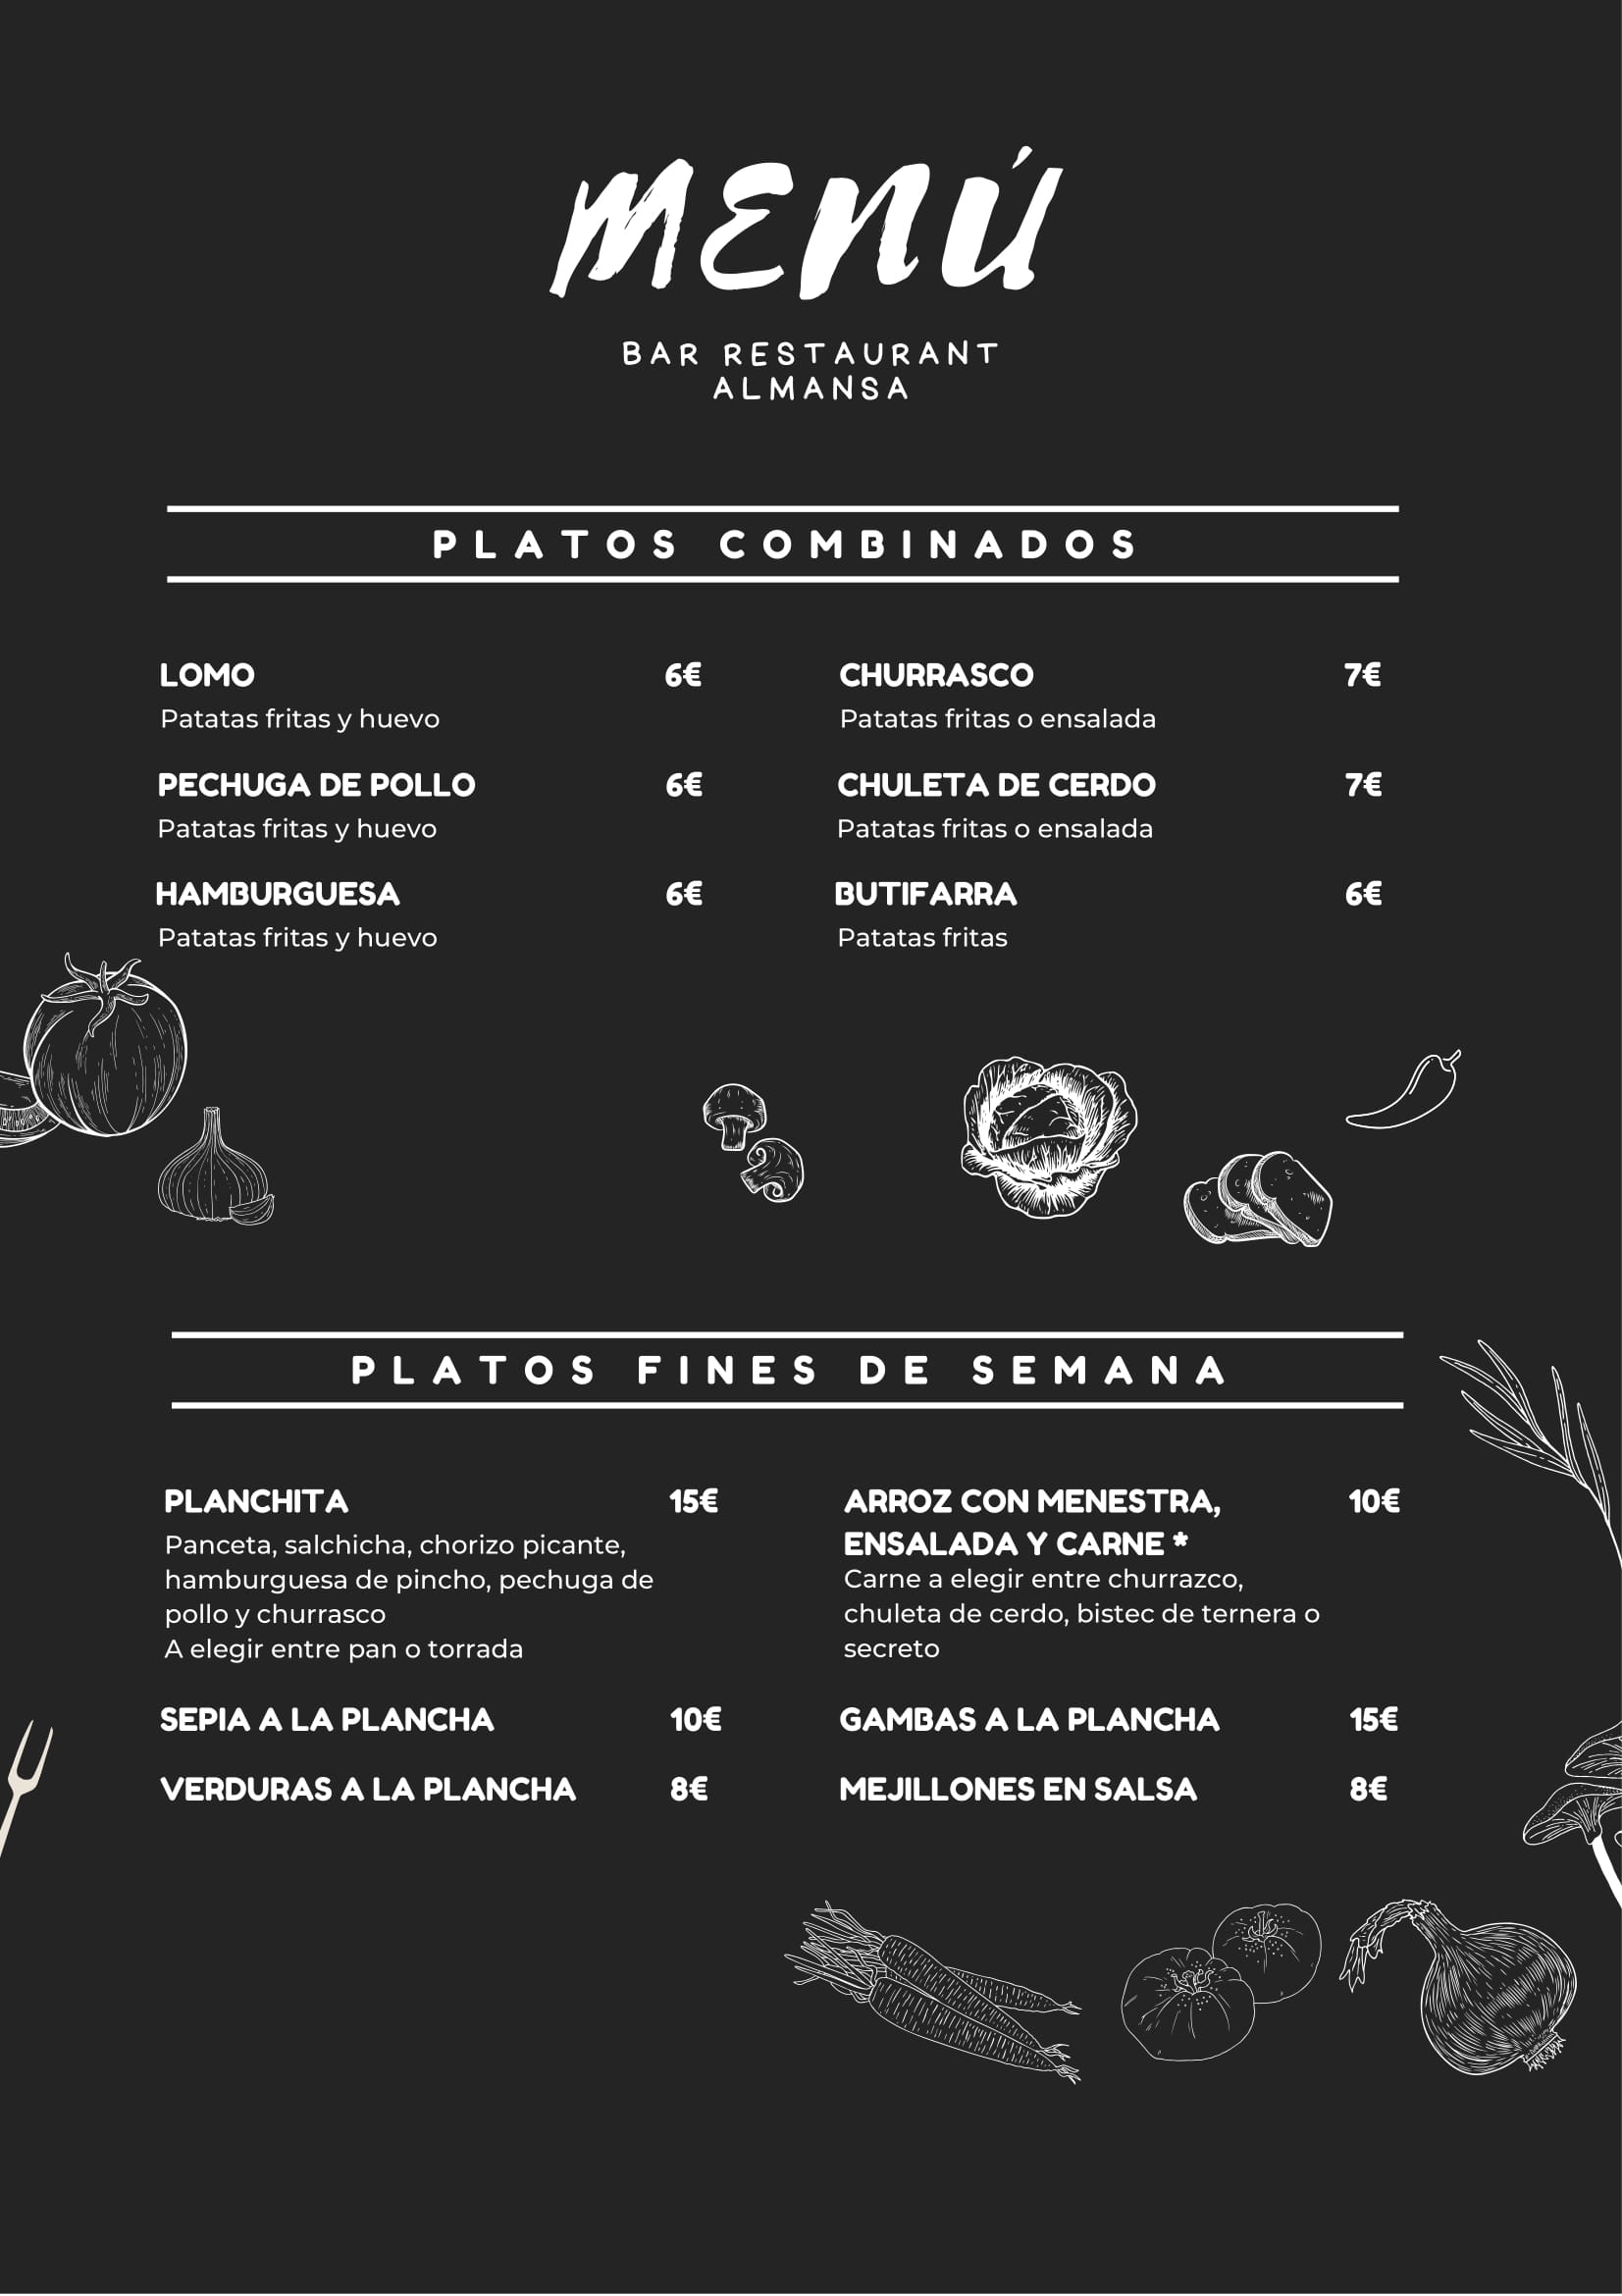 MENÚ
BAR RESTAURANT
ALMANSA
PLATOS COMBINADOS
LOMO 6€
Patatas fritas y huevo
PECHUGA DE POLLO 6€
Patatas fritas y huevo
HAMBURGUESA 6€
Patatas fritas y huevo
CHURRASCO 7€
Patatas fritas o ensalada
CHULETA DE CERDO 7€
Patatas fritas o ensalada
BUTIFARRA 6€
Patatas fritas
PLATOS FINES DE SEMANA
PLANCHITA 15€
Panceta, salchicha, chorizo picante,
hamburguesa de pincho, pechuga de
pollo y churrasco
A elegir entre pan o torrada
SEPIA A LA PLANCHA 10€
VERDURAS A LA PLANCHA 8€
ARROZ CON MENESTRA, 10€
ENSALADA Y CARNE *
Carne a elegir entre churrazco,
chuleta de cerdo, bistec de ternera o
secreto
GAMBAS A LA PLANCHA 15€
MEJILLONES EN SALSA 8€